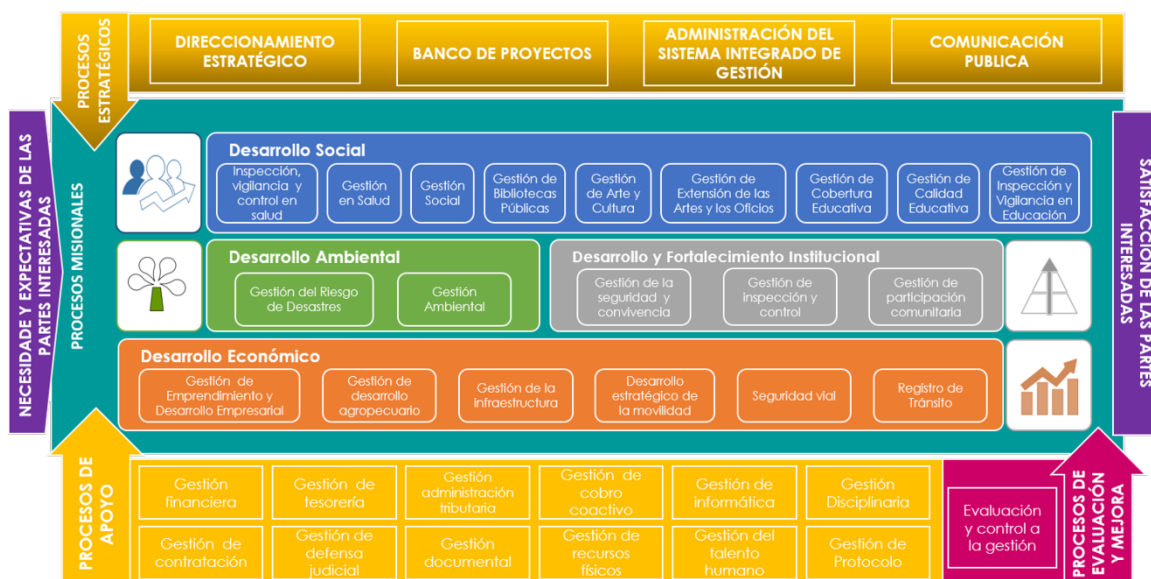 PROCESOS
ESTRATÉGICOS
DIRECCIONAMIENTO
ESTRATÉGICO
BANCO DE PROYECTOS
ADMINISTRACIÓN DEL
SISTEMA INTEGRADO DE
GESTIÓN
COMUNICACIÓN
PUBLICA
NECESIDADE Y EXPECTATIVAS DE LAS
PARTES INTERESADAS
PROCESOS MISIONALES
Desarrollo Social
Inspección,
vigilancia y
control en
salud
Gestión
en Salud
Gestión
Social
Gestión de
Bibliotecas
Públicas
Gestión
de Arte y
Cultura
Gestión de
Extensión de las
Artes y los Oficios
Gestión de
Cobertura
Educativa
Gestión de
Calidad
Educativa
Gestión de
Inspección y
Vigilancia en
Educación
Desarrollo Ambiental
Gestión del Riesgo
de Desastres
Gestión
Ambiental
Desarrollo y Fortalecimiento Institucional
Gestión de la
seguridad y
convivencia
Gestión de
inspección y
control
Gestión de
participación
comunitaria
Desarrollo Económico
Gestión de
Emprendimiento y
Desarrollo Empresarial
Gestión de
desarrollo
agropecuario
Gestión de la
infraestructura
Desarrollo
estratégico de
la movilidad
Seguridad vial
Registro de
Tránsito
SATISFACCIÓN DE LAS PARTES
INTERESADAS
PROCESOS DE
APOYO
Gestión
financiera
Gestión de
tesorería
Gestión
administración
tributaria
Gestión de
cobro
coactivo
Gestión de
informática
Gestión
Disciplinaria
Gestión de
contratación
Gestión de
defensa
judicial
Gestión
documental
Gestión de
recursos
físicos
Gestión del
talento
humano
Gestión de
Protocolo
Evaluación
y control a
la gestión
PROCESOS DE
EVALUACIÓN
Y MEJORA